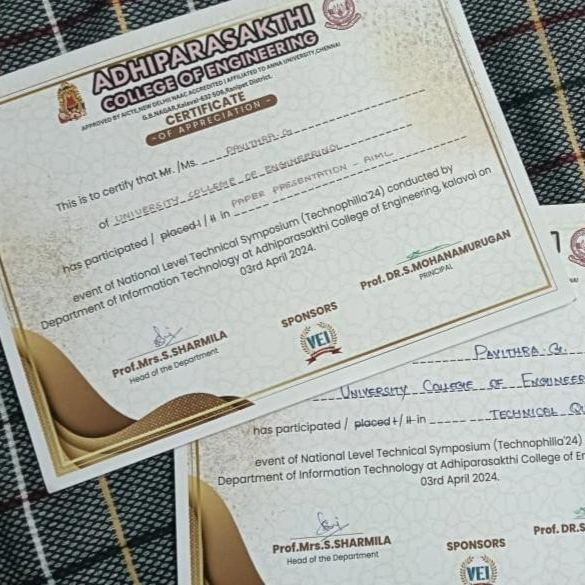 ADHIPARASAKTHI
COLLEGE OF ENGINEERING
APPROVED BY AICTE, NEW DELHI| NAAC ACCREDITED | AFFILIATED TO ANNA UNIVERSITY, CHENNAI
G.B.NAGAR, Kalavai-632 506, Ranipet District.
CERTIFICATE
- OF APPRECIATION -
This is to certify that Mr. /Ms. PAVITHRA.G
of UNIVERSITY COLLEGE OF ENGINEERING
has participated / placed I / II in PAPER PRESENTATION - AIML
event of National Level Technical Symposium (Technophilia'24) conducted by
Department of Information Technology at Adhiparasakthi College of Engineering, kalavai on
03rd April 2024.
Prof.Mrs.S.SHARMILA
Head of the Department
SPONSORS
VEI
Prof. DR.S.MOHANAMURUGAN
PRINCIPAL
PAVITHRA.G
UNIVERSITY COLLEGE OF ENGINEER
has participated / placed I / II in TECHNICAL
event of National Level Technical Symposium (Technophilia'24)
Department of Information Technology at Adhiparasakthi College of Er
03rd April 2024.
Prof.Mrs.S.SHARMILA
Head of the Department
SPONSORS
VEI
Prof. DR.S